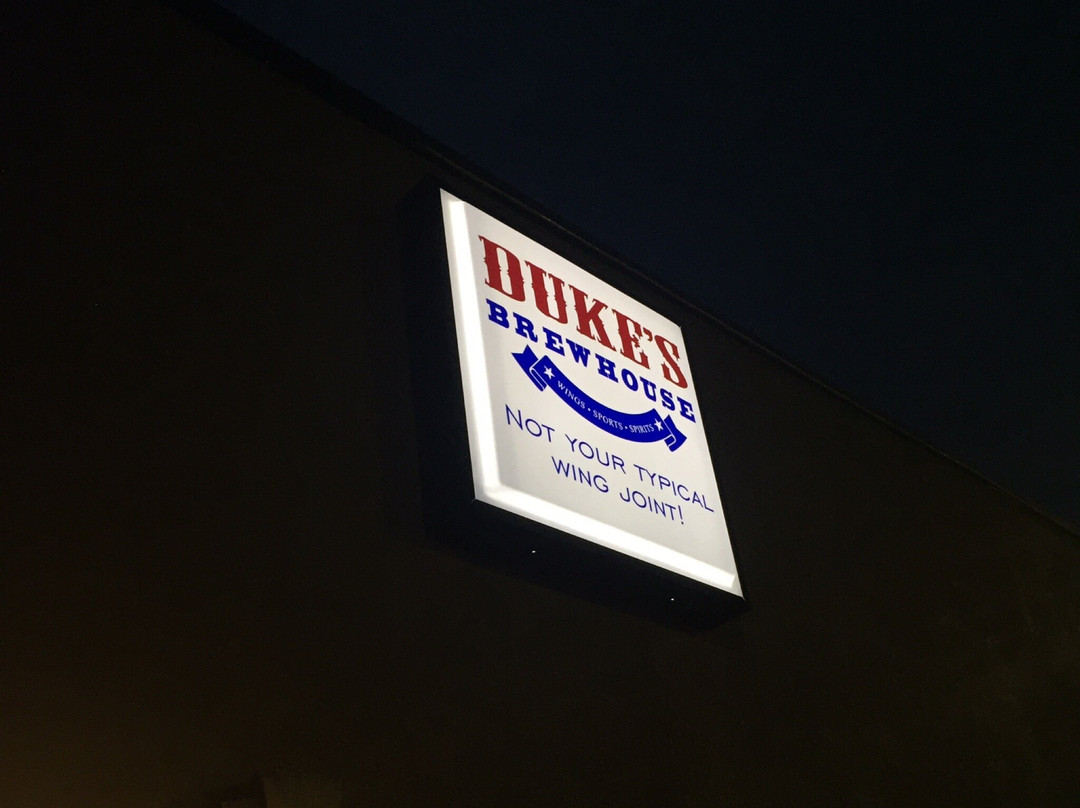 DUKE'S
BREWHOUSE
WINGS • SPORTS • SPIRITS
NOT YOUR TYPICAL
WING JOINT!